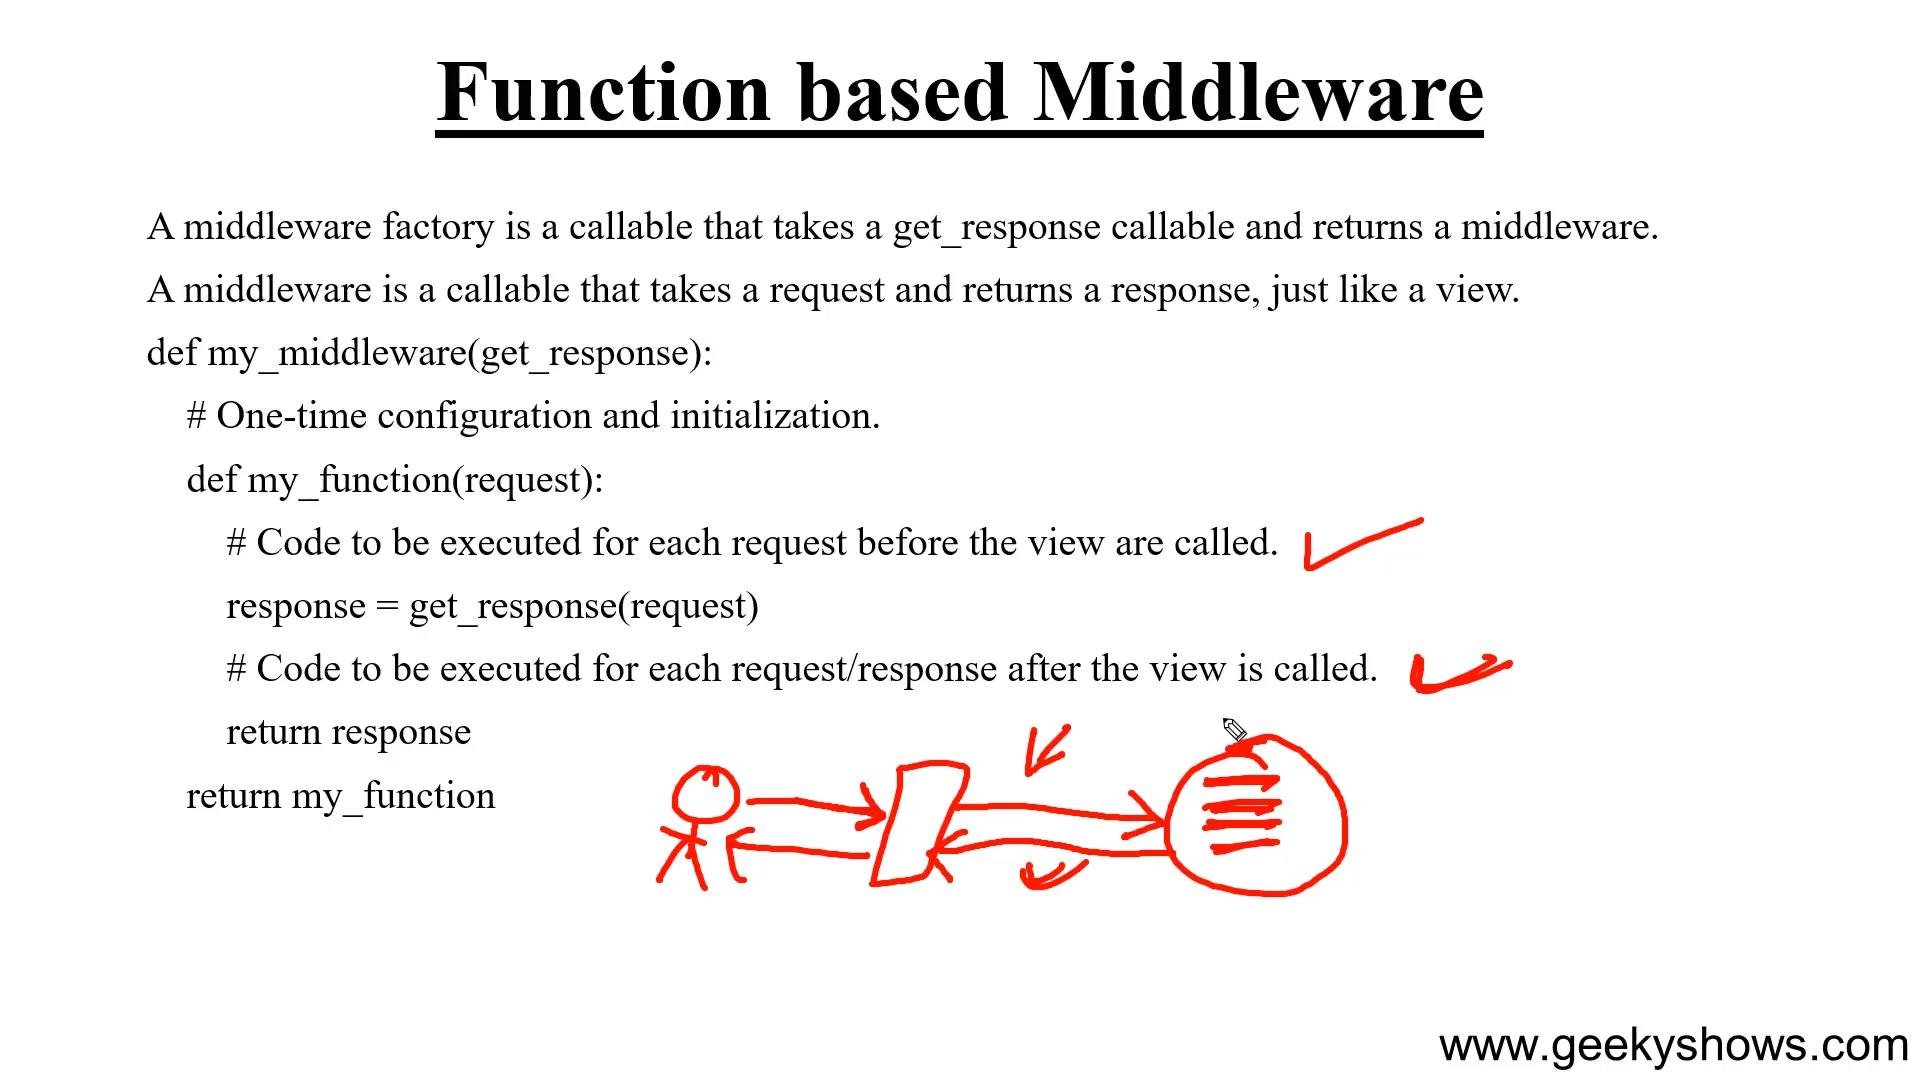 Function based Middleware
A middleware factory is a callable that takes a get_response callable and returns a middleware.
A middleware is a callable that takes a request and returns a response, just like a view.
def my_middleware(get_response):
# One-time configuration and initialization.
def my_function(request):
# Code to be executed for each request before the view are called.
response = get_response(request)
# Code to be executed for each request/response after the view is called.
return response
return my_function
www.geekyshows.com